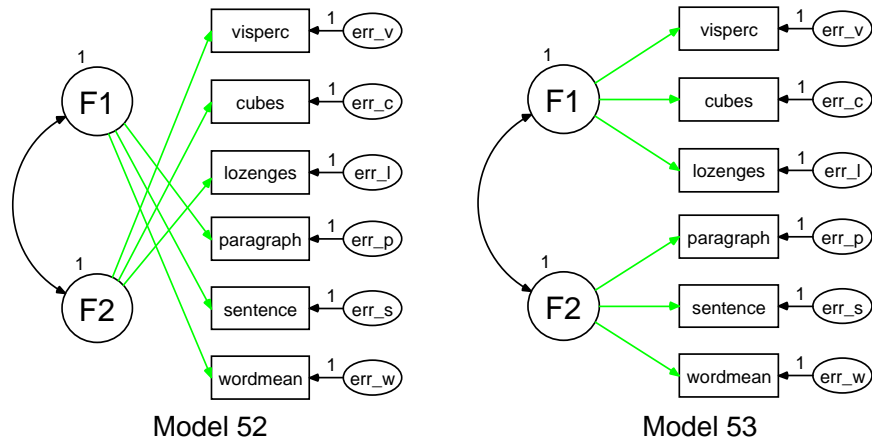 visperc 1 err_v
1
F1
cubes 1 err_c
lozenges 1 err_l
paragraph 1 err_p
1
F2
sentence 1 err_s
wordmean 1 err_w
Model 52
visperc 1 err_v
1
F1
cubes 1 err_c
lozenges 1 err_l
paragraph 1 err_p
1
F2
sentence 1 err_s
wordmean 1 err_w
Model 53